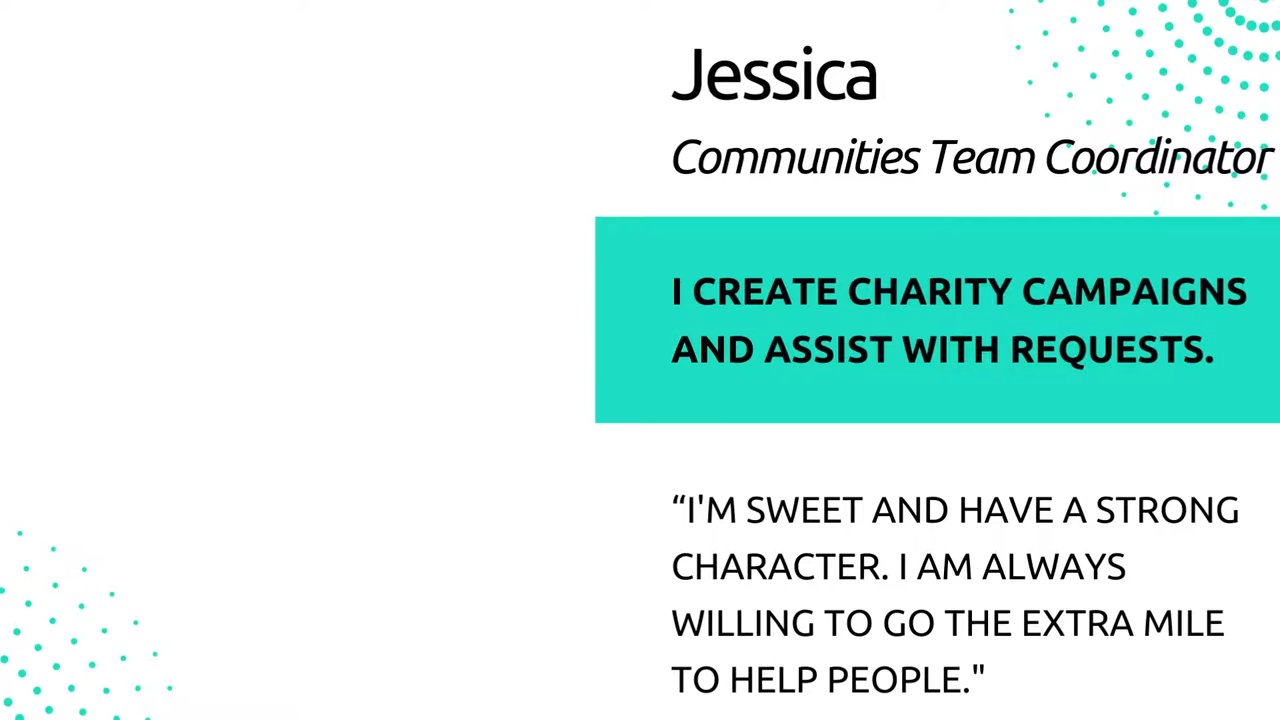 Jessica
Communities Team Coordinator
I CREATE CHARITY CAMPAIGNS
AND ASSIST WITH REQUESTS.
“I'M SWEET AND HAVE A STRONG
CHARACTER. I AM ALWAYS
WILLING TO GO THE EXTRA MILE
TO HELP PEOPLE."